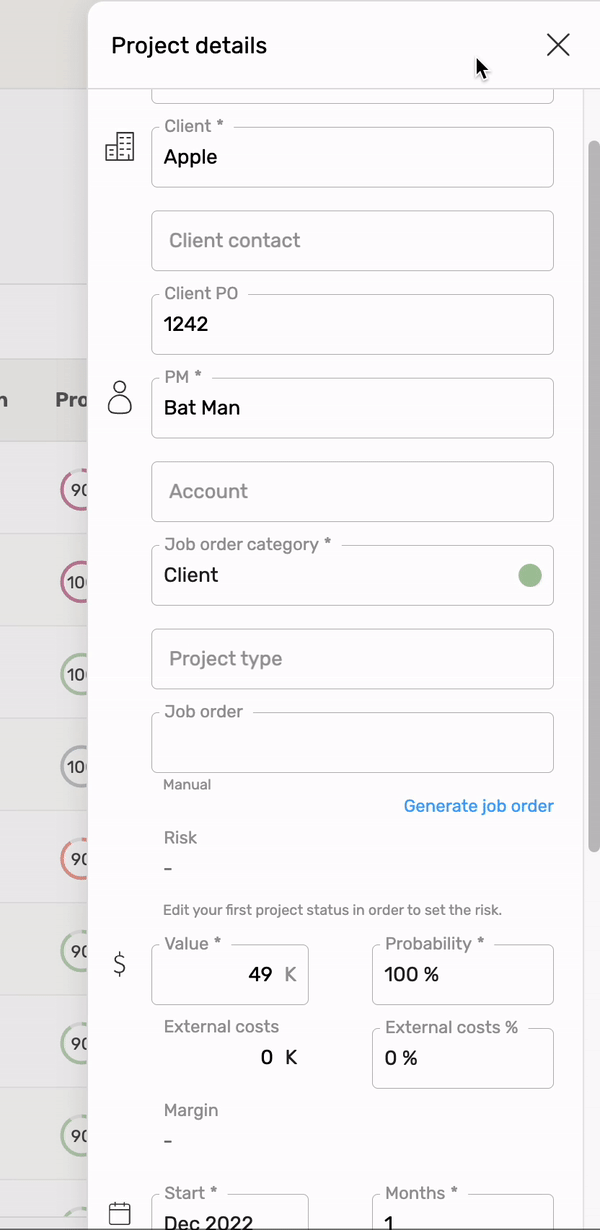 Project details
Client *
Apple
Client contact
Client PO
1242
PM *
Bat Man
Account
Job order category *
Client
Project type
Job order
Manual
Generate job order
Risk
–
Edit your first project status in order to set the risk.
Value *
49 K
Probability *
100 %
External costs
0 K
External costs %
0 %
Margin
–
Start *
Dec 2022
Months *
1
n
Pro
90
100
100
100
90
90
90
90